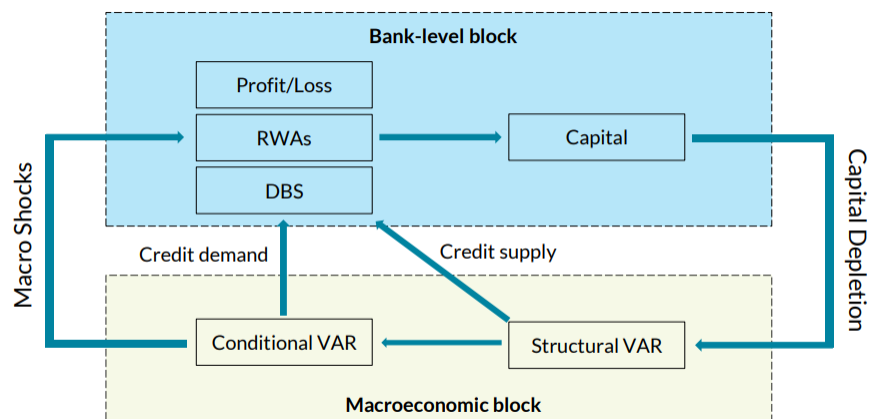 Bank-level block
Profit/Loss
RWAs
Capital
DBS
Macro Shocks
Capital Depletion
Credit demand
Credit supply
Conditional VAR
Structural VAR
Macroeconomic block